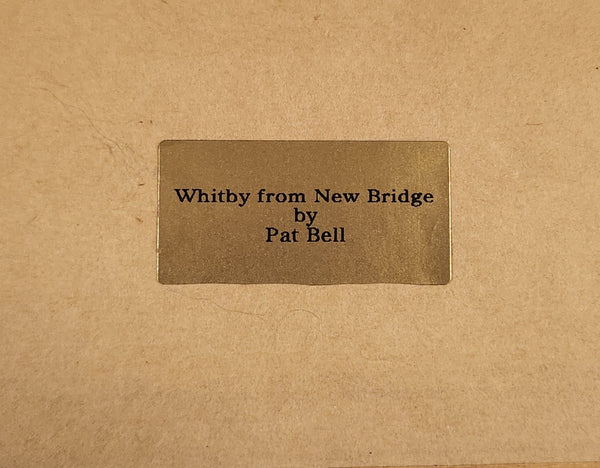 Whitby from New Bridge
by
Pat Bell